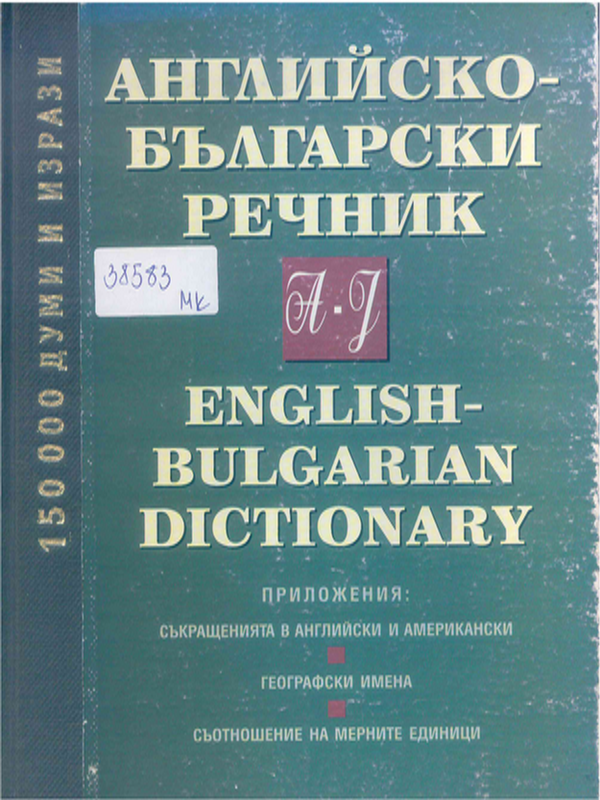 150 000 ДУМИ И ИЗРАЗИ
АНГЛИЙСКО-
БЪЛГАРСКИ
РЕЧНИК
38583
МК
A·J
ENGLISH-
BULGARIAN
DICTIONARY
ПРИЛОЖЕНИЯ:
СЪКРАЩЕНИЯТА В АНГЛИЙСКИ И АМЕРИКАНСКИ
ГЕОГРАФСКИ ИМЕНА
СЪОТНОШЕНИЕ НА МЕРНИТЕ ЕДИНИЦИ